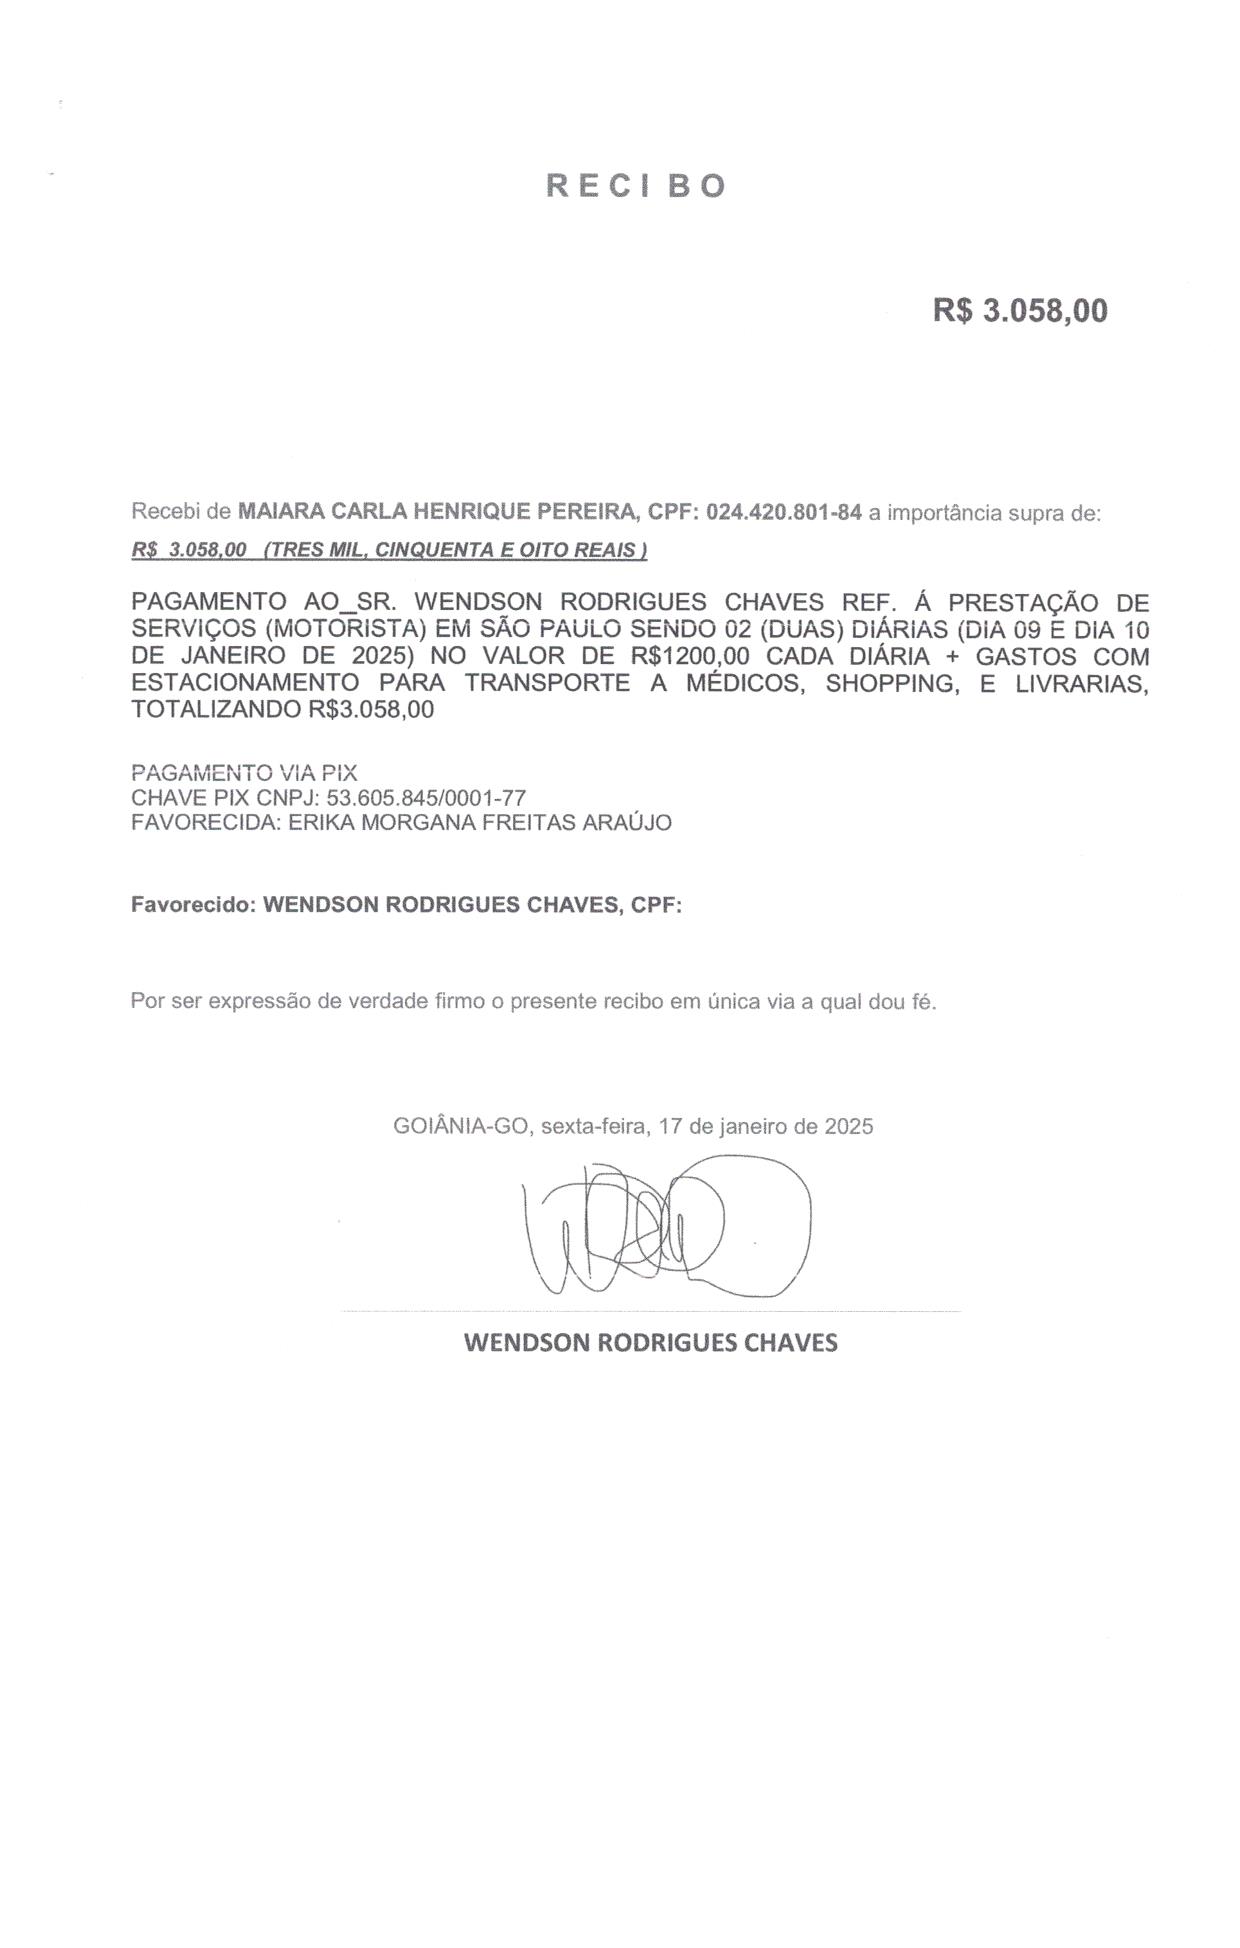 R E C I B O
R$ 3.058,00
Recebi de MAIARA CARLA HENRIQUE PEREIRA, CPF: 024.420.801-84 a importância supra de:
R$ 3.058,00 (TRES MIL, CINQUENTA E OITO REAIS )
PAGAMENTO AO_SR. WENDSON RODRIGUES CHAVES REF. Á PRESTAÇÃO DE
SERVIÇOS (MOTORISTA) EM SÃO PAULO SENDO 02 (DUAS) DIÁRIAS (DIA 09 E DIA 10
DE JANEIRO DE 2025) NO VALOR DE R$1200,00 CADA DIÁRIA + GASTOS COM
ESTACIONAMENTO PARA TRANSPORTE A MÉDICOS, SHOPPING, E LIVRARIAS,
TOTALIZANDO R$3.058,00
PAGAMENTO VIA PIX
CHAVE PIX CNPJ: 53.605.845/0001-77
FAVORECIDA: ERIKA MORGANA FREITAS ARAÚJO
Favorecido: WENDSON RODRIGUES CHAVES, CPF:
Por ser expressão de verdade firmo o presente recibo em única via a qual dou fé.
GOIÂNIA-GO, sexta-feira, 17 de janeiro de 2025
WENDSON RODRIGUES CHAVES